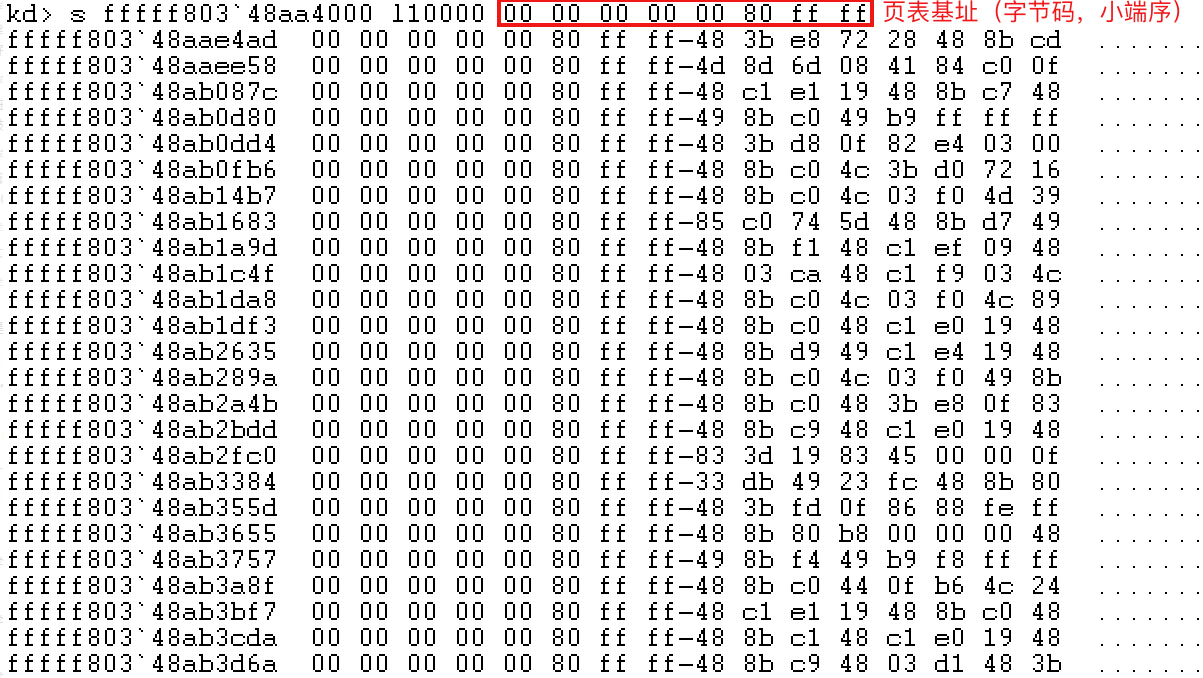 kd> s fffff803`48aa4000 l10000 00 00 00 00 00 80 ff ff 页表基址（字节码，小端序）
fffff803`48aae4ad 00 00 00 00 00 80 ff ff-48 3b e8 72 28 48 8b cd .......
fffff803`48aaee58 00 00 00 00 00 80 ff ff-4d 8d 6d 08 41 84 c0 0f .......
fffff803`48ab087c 00 00 00 00 00 80 ff ff-48 c1 e1 19 48 8b c7 48 .......
fffff803`48ab0d80 00 00 00 00 00 80 ff ff-49 8b c0 49 b9 ff ff ff .......
fffff803`48ab0dd4 00 00 00 00 00 80 ff ff-48 3b d8 0f 82 e4 03 00 .......
fffff803`48ab0fb6 00 00 00 00 00 80 ff ff-48 8b c0 4c 3b d0 72 16 .......
fffff803`48ab14b7 00 00 00 00 00 80 ff ff-48 8b c0 4c 03 f0 4d 39 .......
fffff803`48ab1683 00 00 00 00 00 80 ff ff-85 c0 74 5d 48 8b d7 49 .......
fffff803`48ab1a9d 00 00 00 00 00 80 ff ff-48 8b f1 48 c1 ef 09 48 .......
fffff803`48ab1c4f 00 00 00 00 00 80 ff ff-48 03 ca 48 c1 f9 03 4c .......
fffff803`48ab1da8 00 00 00 00 00 80 ff ff-48 8b c0 4c 03 f0 4c 89 .......
fffff803`48ab1df3 00 00 00 00 00 80 ff ff-48 8b c0 48 c1 e0 19 48 .......
fffff803`48ab2635 00 00 00 00 00 80 ff ff-48 8b d9 49 c1 e4 19 48 .......
fffff803`48ab289a 00 00 00 00 00 80 ff ff-48 8b c0 4c 03 f0 49 8b .......
fffff803`48ab2a4b 00 00 00 00 00 80 ff ff-48 8b c0 48 3b e8 0f 83 .......
fffff803`48ab2bdd 00 00 00 00 00 80 ff ff-48 8b c9 48 c1 e0 19 48 .......
fffff803`48ab2fc0 00 00 00 00 00 80 ff ff-83 3d 19 83 45 00 00 0f .......
fffff803`48ab3384 00 00 00 00 00 80 ff ff-33 db 49 23 fc 48 8b 80 .......
fffff803`48ab355d 00 00 00 00 00 80 ff ff-48 3b fd 0f 86 88 fe ff .......
fffff803`48ab3655 00 00 00 00 00 80 ff ff-48 8b 80 b8 00 00 00 48 .......
fffff803`48ab3757 00 00 00 00 00 80 ff ff-49 8b f4 49 b9 f8 ff ff .......
fffff803`48ab3a8f 00 00 00 00 00 80 ff ff-48 8b c0 44 0f b6 4c 24 .......
fffff803`48ab3bf7 00 00 00 00 00 80 ff ff-48 c1 e1 19 48 8b c0 48 .......
fffff803`48ab3cda 00 00 00 00 00 80 ff ff-48 8b c1 48 c1 e0 19 48 .......
fffff803`48ab3d6a 00 00 00 00 00 80 ff ff-48 8b c9 48 03 d1 48 3b .......